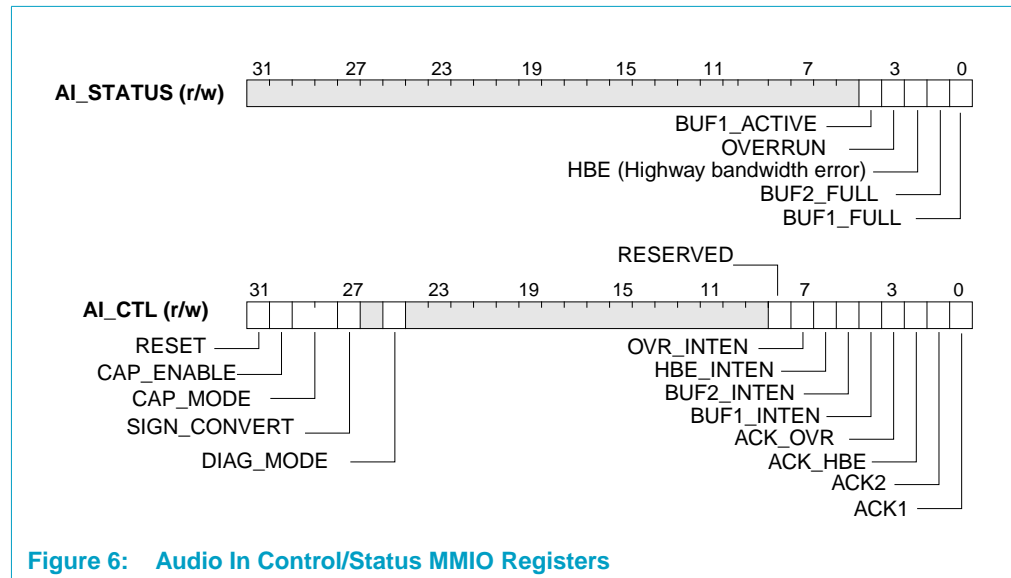 31 27 23 19 15 11 7 3 0
AI_STATUS (r/w)
BUF1_ACTIVE
OVERRUN
HBE (Highway bandwidth error)
BUF2_FULL
BUF1_FULL
RESERVED
31 27 23 19 15 11 7 3 0
AI_CTL (r/w)
RESET OVR_INTEN
CAP_ENABLE HBE_INTEN
CAP_MODE BUF2_INTEN
SIGN_CONVERT BUF1_INTEN
DIAG_MODE ACK_OVR
ACK_HBE
ACK2
ACK1
Figure 6: Audio In Control/Status MMIO Registers